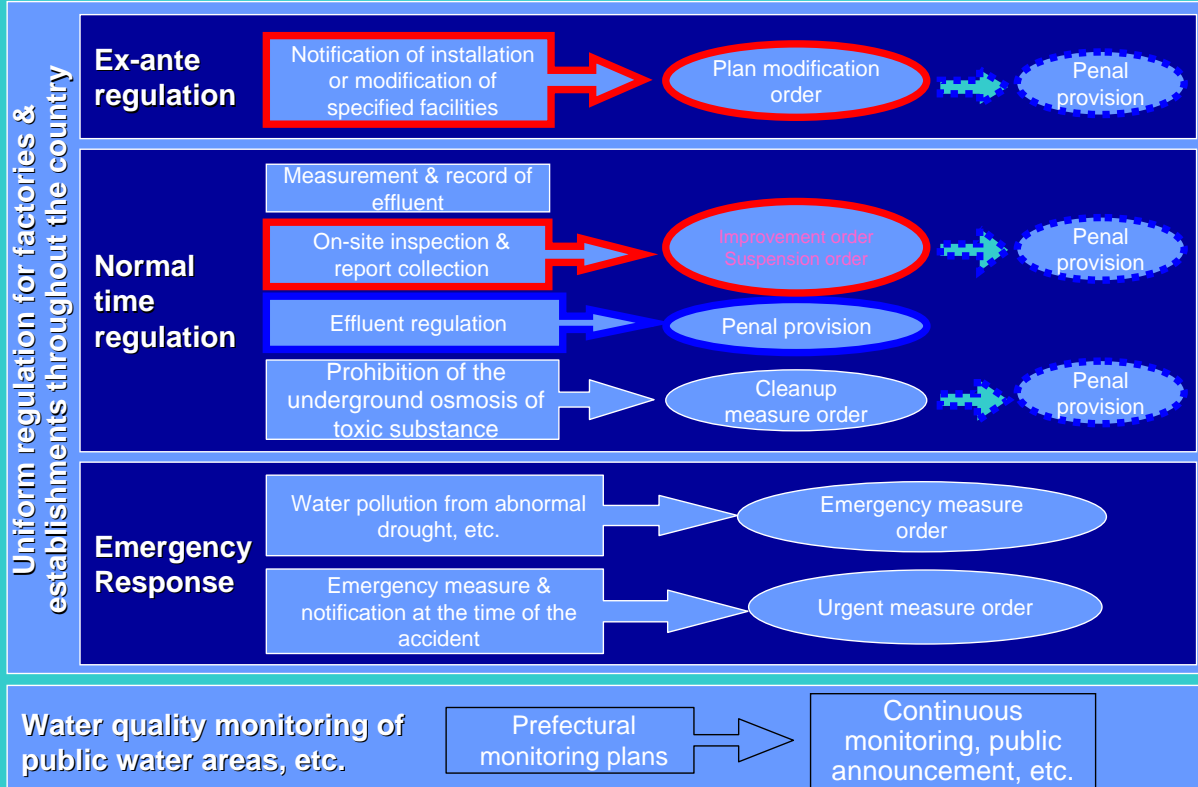 Uniform regulation for factories &
establishments throughout the country
Ex-ante
regulation
Notification of installation
or modification of
specified facilities
Plan modification
order
Penal
provision
Normal
time
regulation
Measurement & record of
effluent
On-site inspection &
report collection
Improvement order
Suspension order
Penal
provision
Effluent regulation
Penal provision
Prohibition of the
underground osmosis of
toxic substance
Cleanup
measure order
Penal
provision
Emergency
Response
Water pollution from abnormal
drought, etc.
Emergency measure
order
Emergency measure &
notification at the time of the
accident
Urgent measure order
Water quality monitoring of
public water areas, etc.
Prefectural
monitoring plans
Continuous
monitoring, public
announcement, etc.